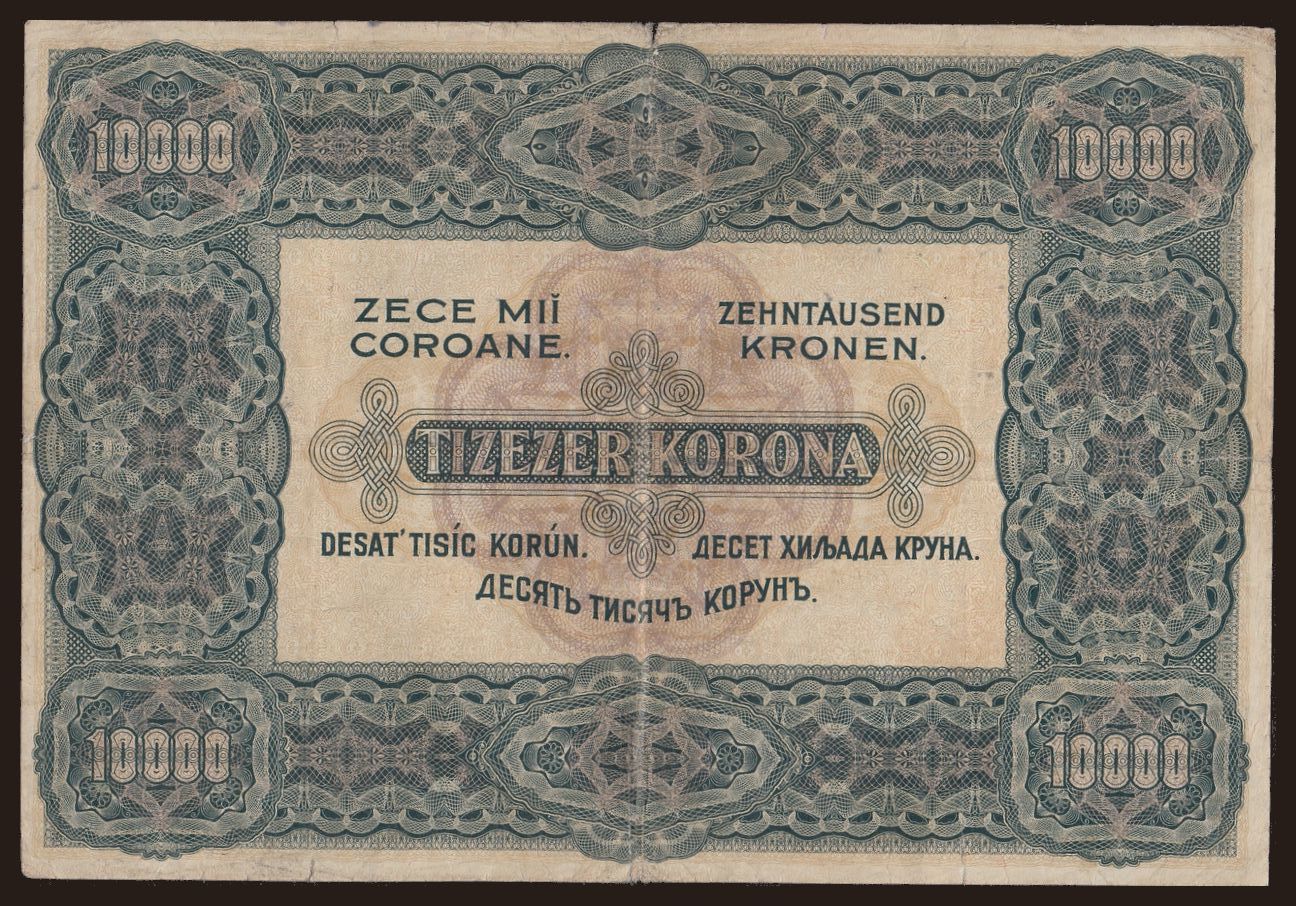 10000
10000
ZECE MIĬ
COROANE.
ZEHNTAUSEND
KRONEN.
TIZEZER KORONA
DESAT' TISÍC KORÚN.
ДЕСЕТ ХИЉАДА КРУНА.
ДЕСЯТЬ ТИСЯЧЪ КОРУНЪ.
10000
10000